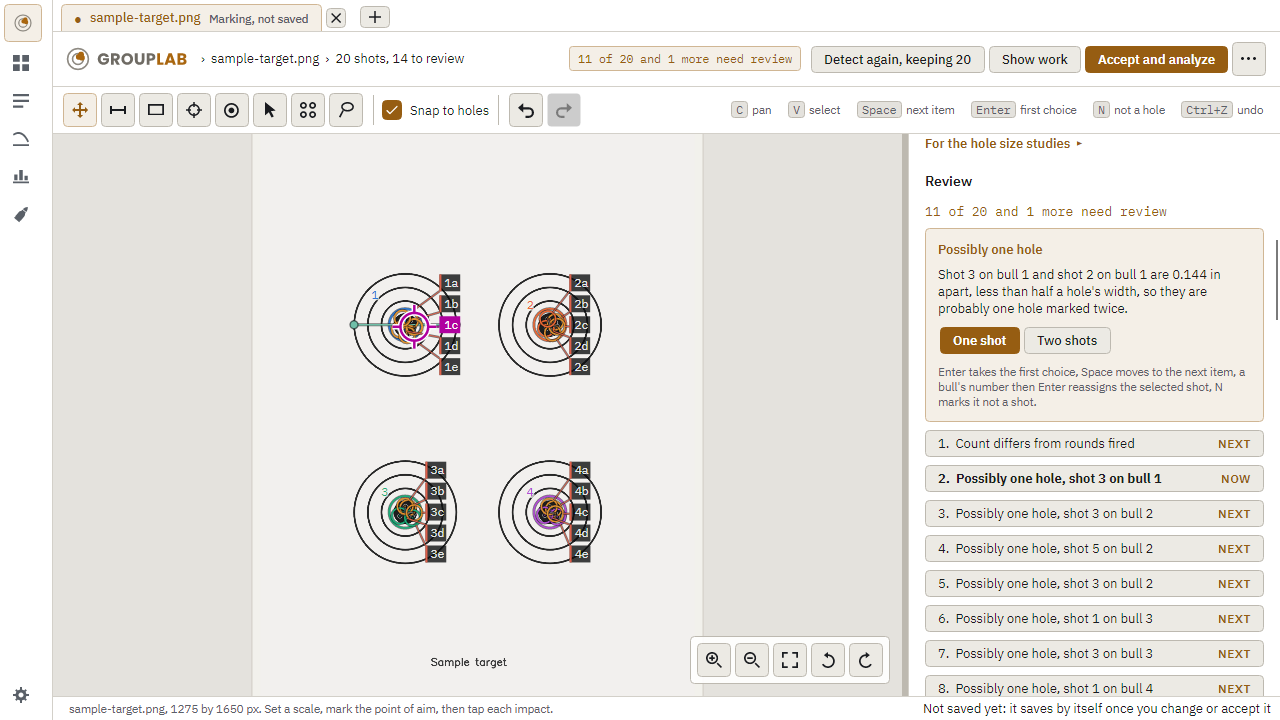 sample-target.png Marking, not saved
GROUPLAB › sample-target.png › 20 shots, 14 to review
11 of 20 and 1 more need review
Detect again, keeping 20
Show work
Accept and analyze
Snap to holes
C pan
V select
Space next item
Enter first choice
N not a hole
Ctrl+Z undo
1
1a
1b
1c
1d
1e
2
2a
2b
2c
2d
2e
3
3a
3b
3c
3d
3e
4
4a
4b
4c
4d
4e
Sample target
For the hole size studies
Review
11 of 20 and 1 more need review
Possibly one hole
Shot 3 on bull 1 and shot 2 on bull 1 are 0.144 in
apart, less than half a hole's width, so they are
probably one hole marked twice.
One shot
Two shots
Enter takes the first choice, Space moves to the next item, a
bull's number then Enter reassigns the selected shot, N
marks it not a shot.
1. Count differs from rounds fired NEXT
2. Possibly one hole, shot 3 on bull 1 NOW
3. Possibly one hole, shot 3 on bull 2 NEXT
4. Possibly one hole, shot 5 on bull 2 NEXT
5. Possibly one hole, shot 3 on bull 2 NEXT
6. Possibly one hole, shot 1 on bull 3 NEXT
7. Possibly one hole, shot 3 on bull 3 NEXT
8. Possibly one hole, shot 1 on bull 4 NEXT
sample-target.png, 1275 by 1650 px. Set a scale, mark the point of aim, then tap each impact.
Not saved yet: it saves by itself once you change or accept it